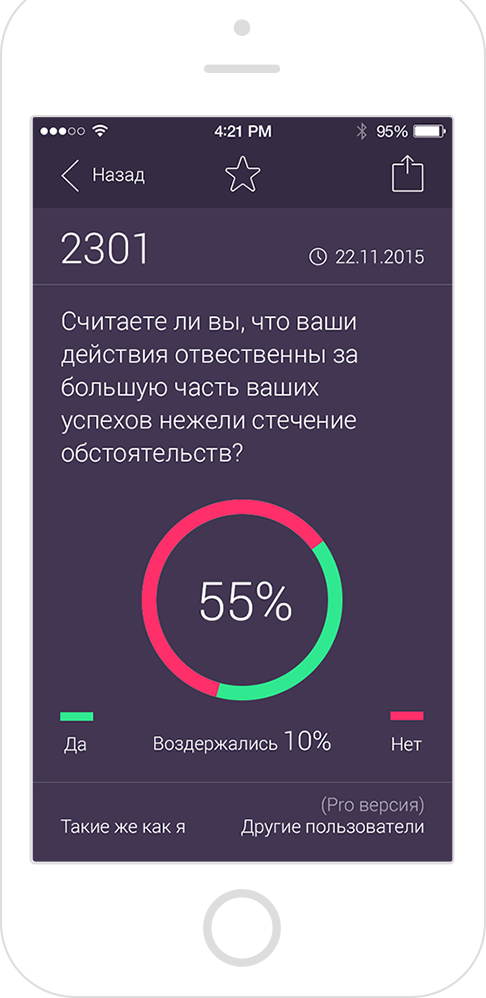 4:21 PM 95%
Назад
2301 22.11.2015
Считаете ли вы, что ваши
действия отвественны за
большую часть ваших
успехов нежели стечение
обстоятельств?
55%
Да Воздержались 10% Нет
(Pro версия)
Такие же как я Другие пользователи